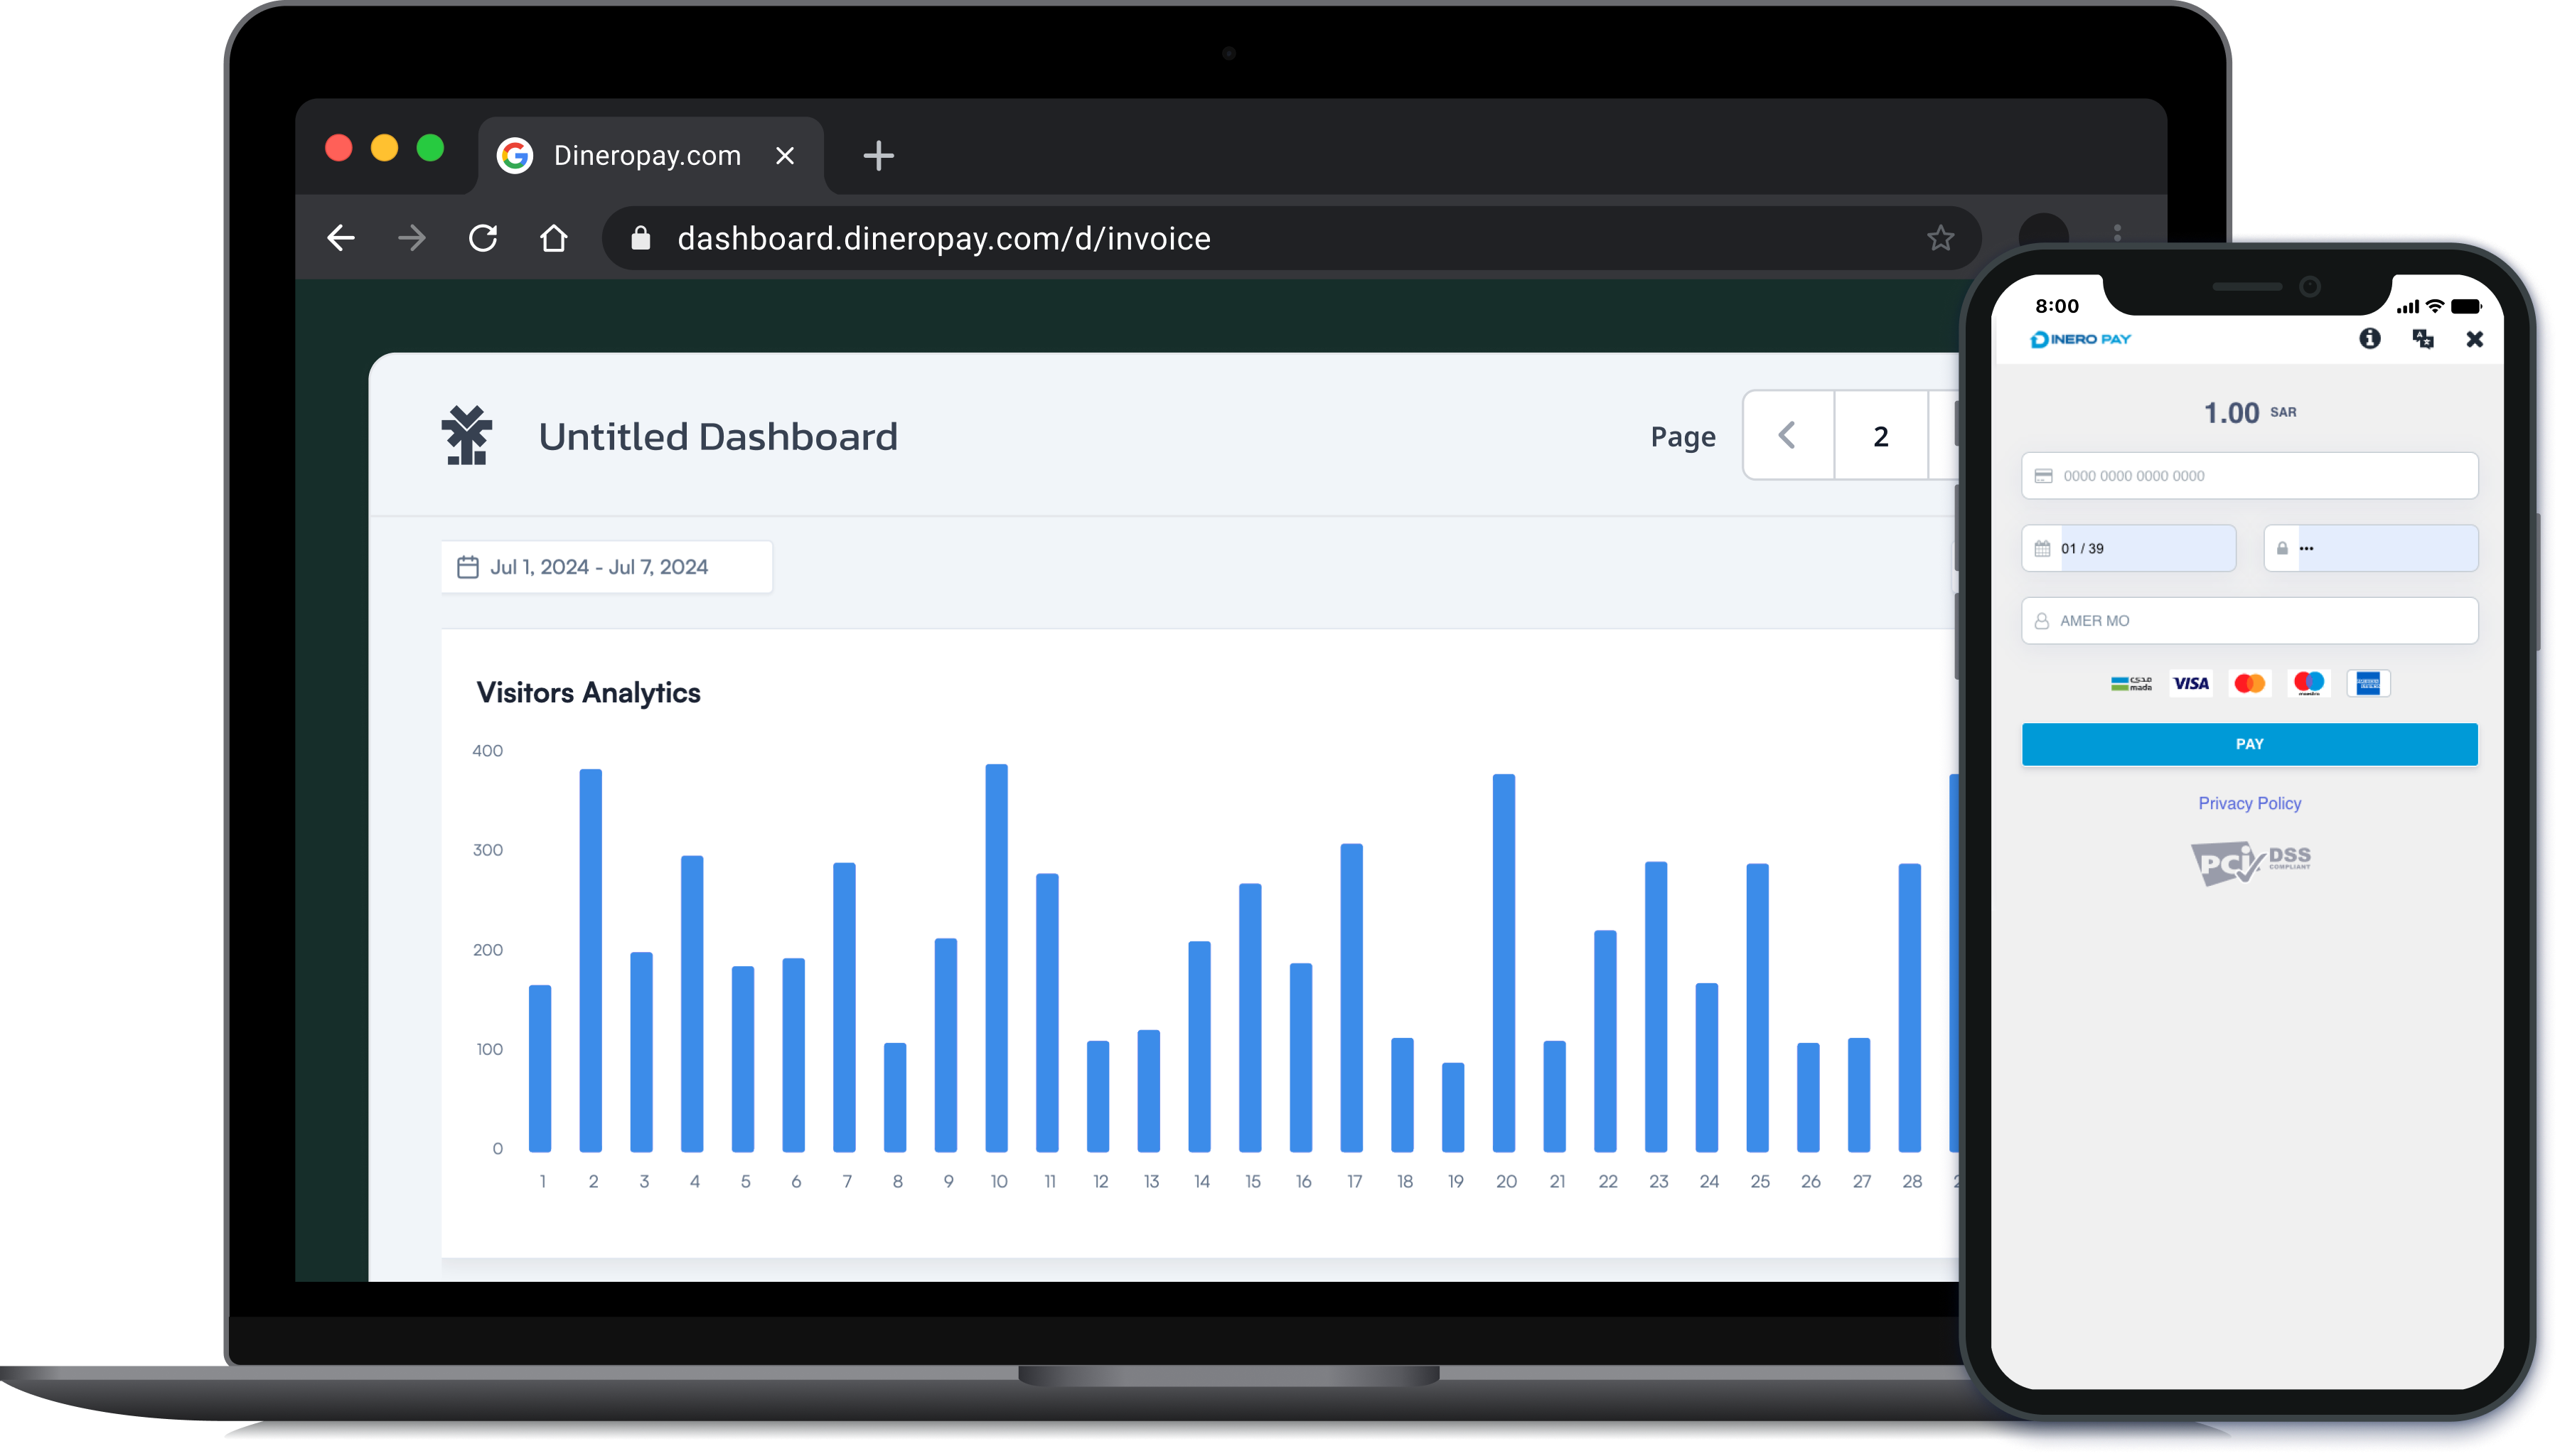 Dineropay.com
dashboard.dineropay.com/d/invoice
Untitled Dashboard
Page
2
Jul 1, 2024 - Jul 7, 2024
Visitors Analytics
400
300
200
100
0
1 2 3 4 5 6 7 8 9 10 11 12 13 14 15 16 17 18 19 20 21 22 23 24 25 26 27 28
8:00
DINERO PAY
1.00 SAR
0000 0000 0000 0000
01 / 39
•••
AMER MO
مدى
mada
VISA
maestro
PAY
Privacy Policy
PCi DSS
COMPLIANT